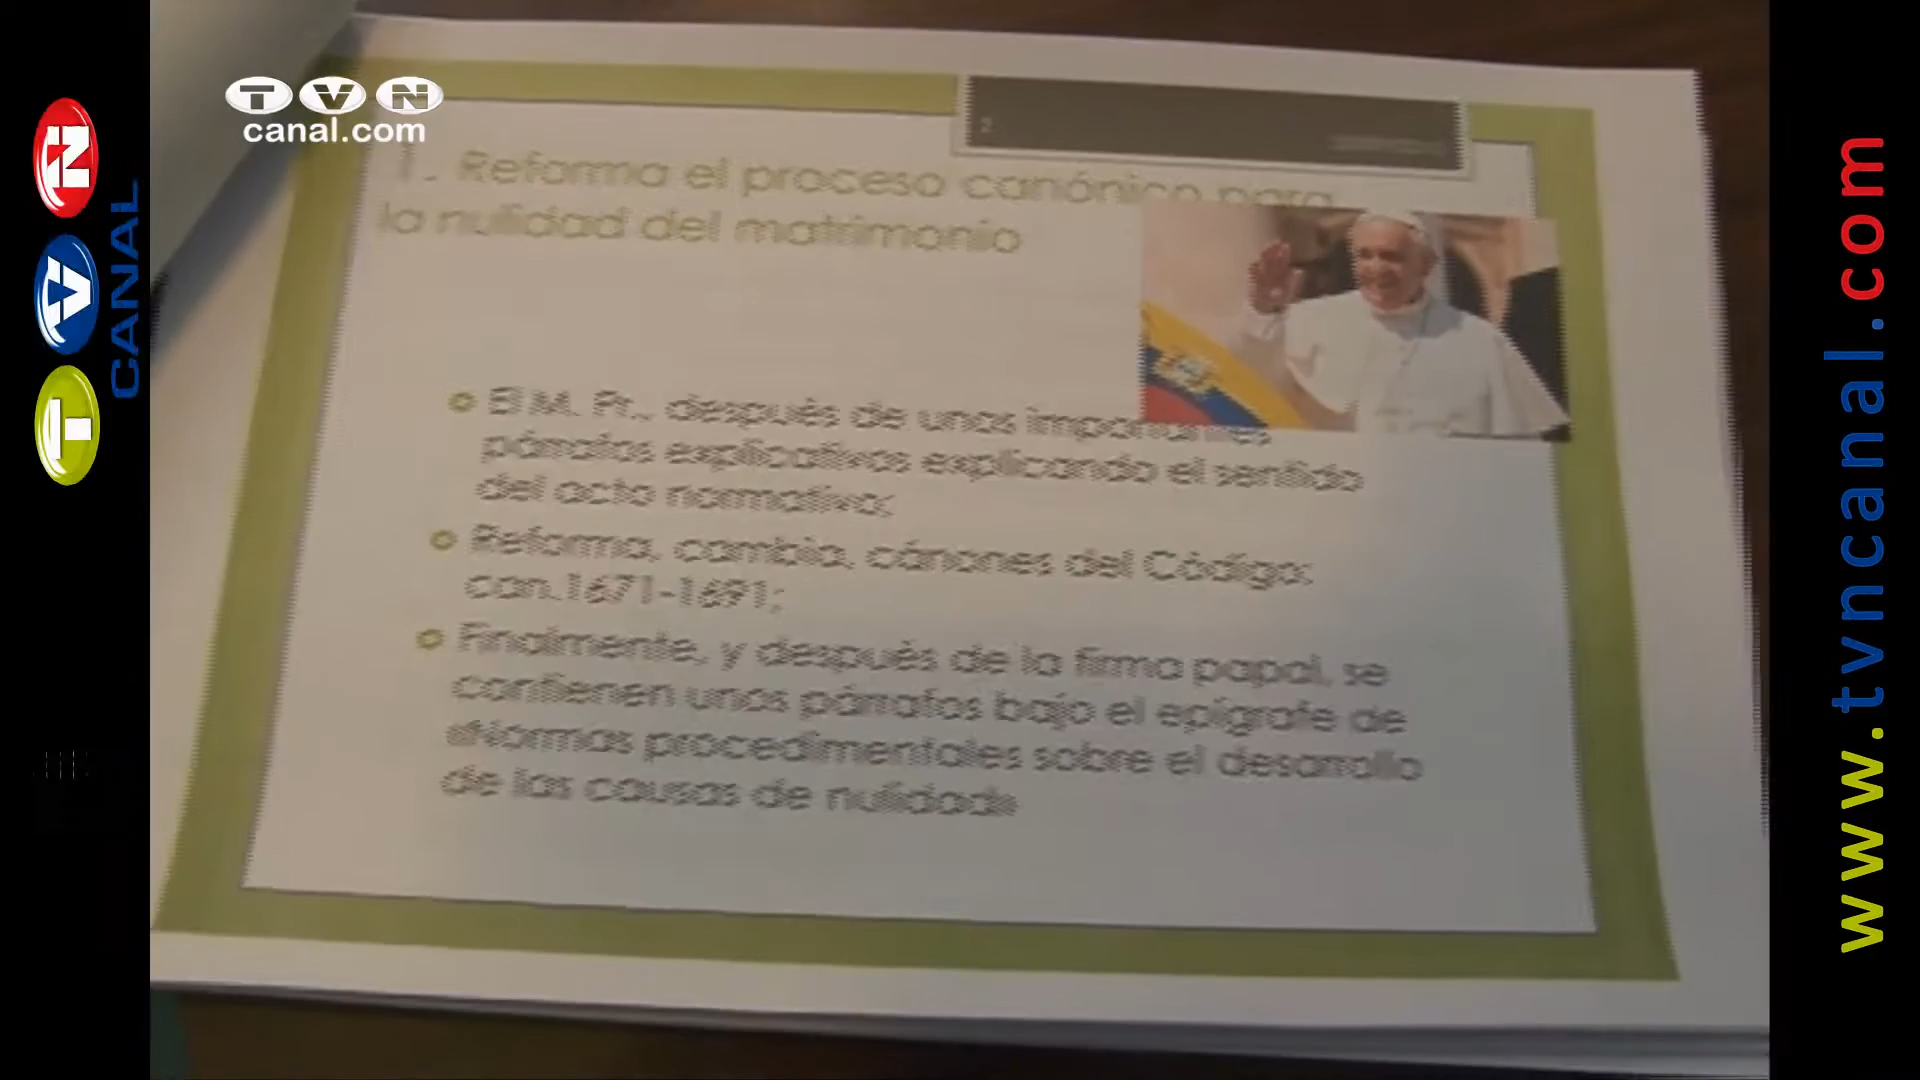 TVN
canal.com
2
1. Reforma el proceso canónico para
la nulidad del matrimonio
El M. Pr., después de unos importantes
párrafos explicativos explicando el sentido
del acto normativo;
Reforma, cambia, cánones del Código;
can.1671-1691;
Finalmente, y después de la firma papal, se
contienen unos párrafos bajo el epígrafe de
«Normas procedimentales sobre el desarrollo
de las causas de nulidad»
TVN
CANAL
www.tvncanal.com